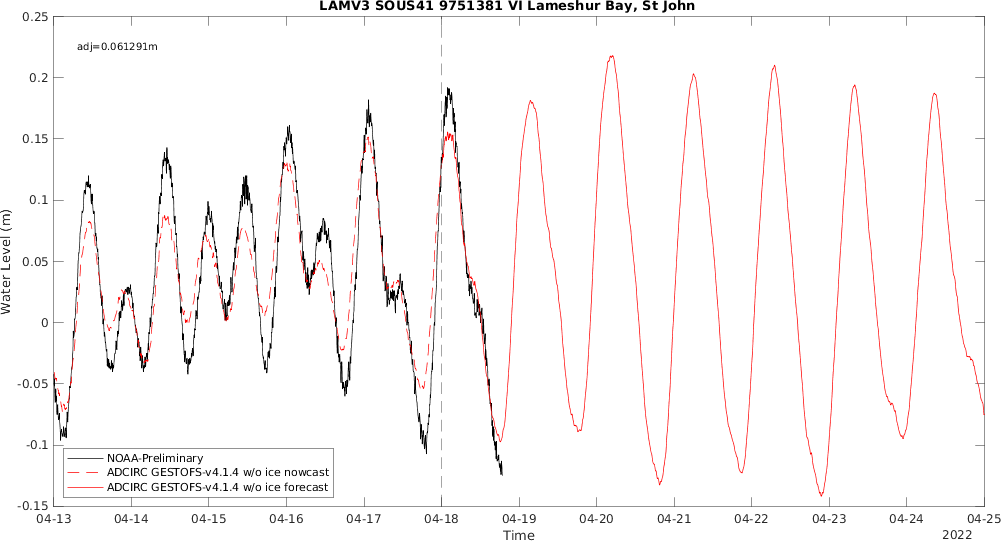 LAMV3 SOUS41 9751381 VI Lameshur Bay, St John
adj=0.061291m
0.25
0.2
0.15
0.1
0.05
0
-0.05
-0.1
-0.15
Water Level (m)
NOAA-Preliminary
ADCIRC GESTOFS-v4.1.4 w/o ice nowcast
ADCIRC GESTOFS-v4.1.4 w/o ice forecast
04-13 04-14 04-15 04-16 04-17 04-18 04-19 04-20 04-21 04-22 04-23 04-24 04-25
Time
2022